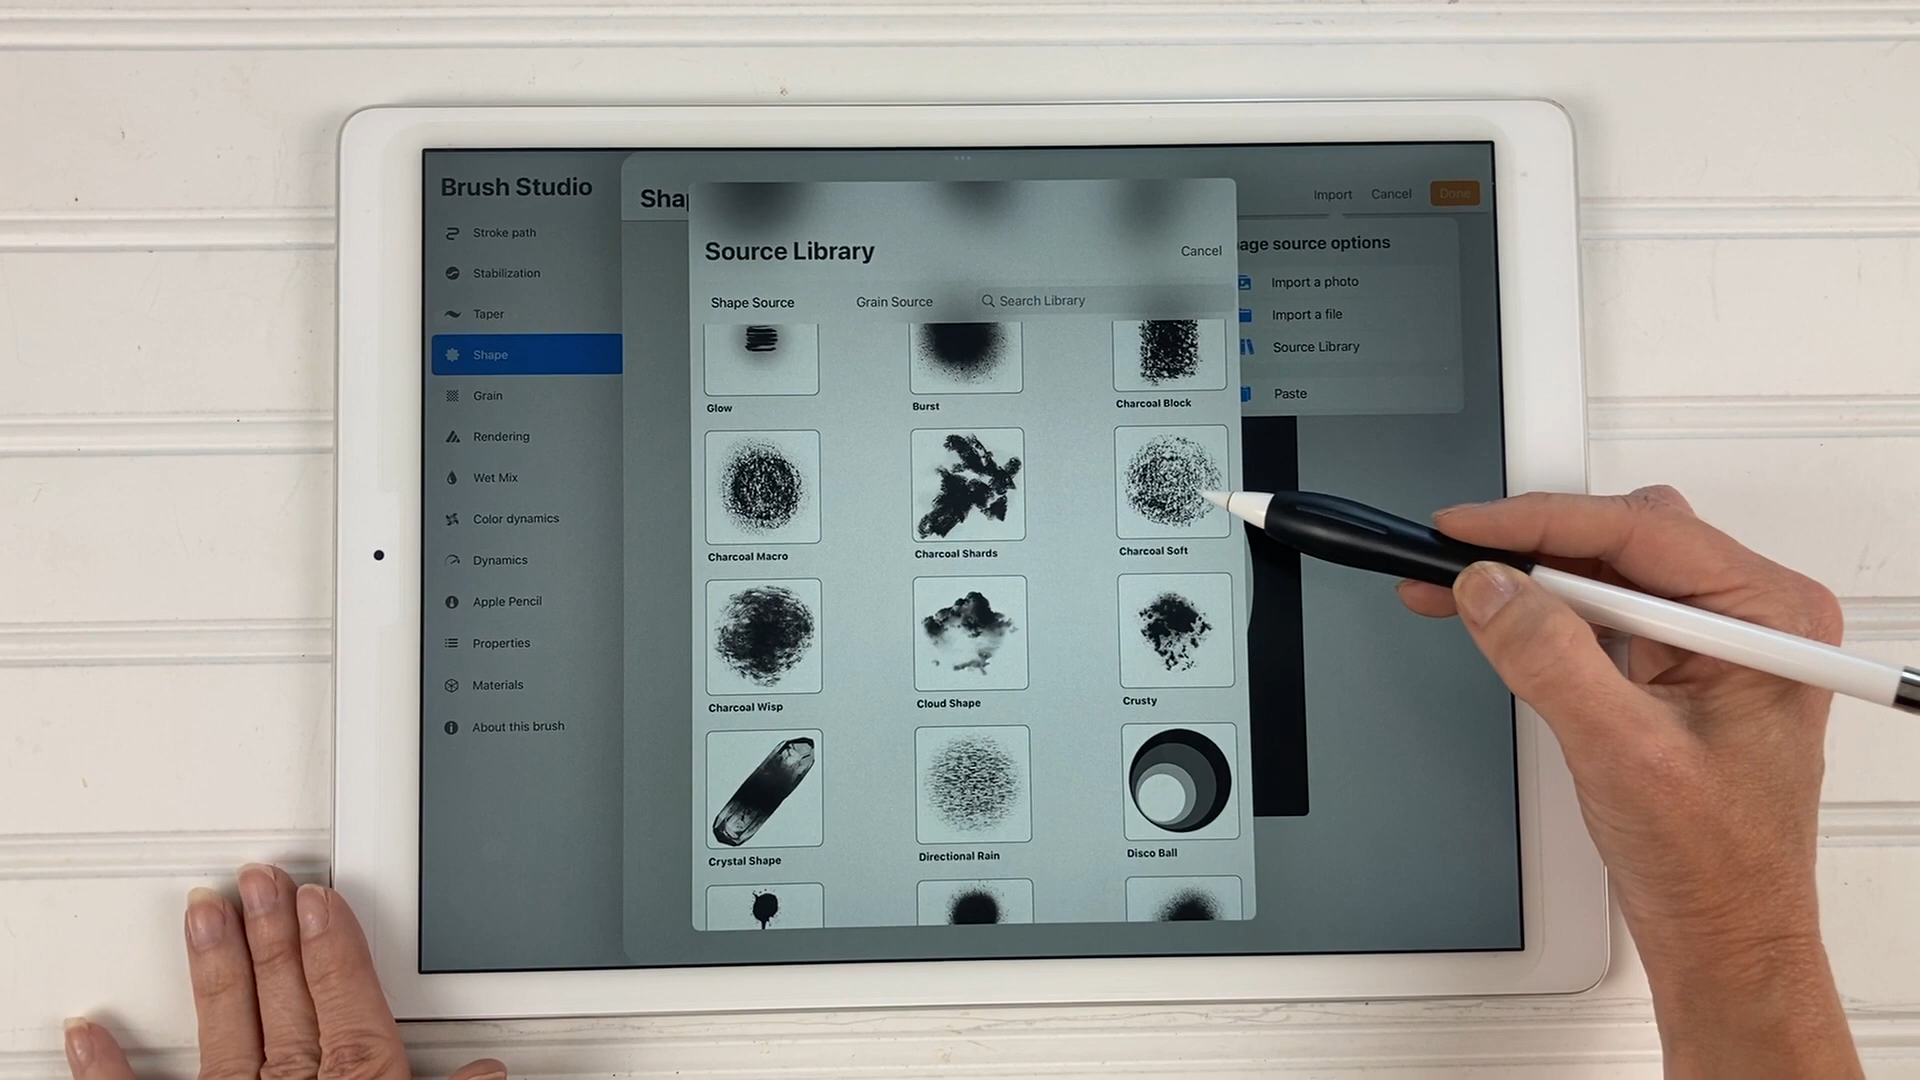 Brush Studio
Stroke path
Stabilization
Taper
Shape
Grain
Rendering
Wet Mix
Color dynamics
Dynamics
Apple Pencil
Properties
Materials
About this brush
Import
Cancel
Done
Source Library
Cancel
Shape Source
Grain Source
Search Library
Glow
Burst
Charcoal Block
Charcoal Macro
Charcoal Shards
Charcoal Soft
Charcoal Wisp
Cloud Shape
Crusty
Crystal Shape
Directional Rain
Disco Ball
source options
Import a photo
Import a file
Source Library
Paste